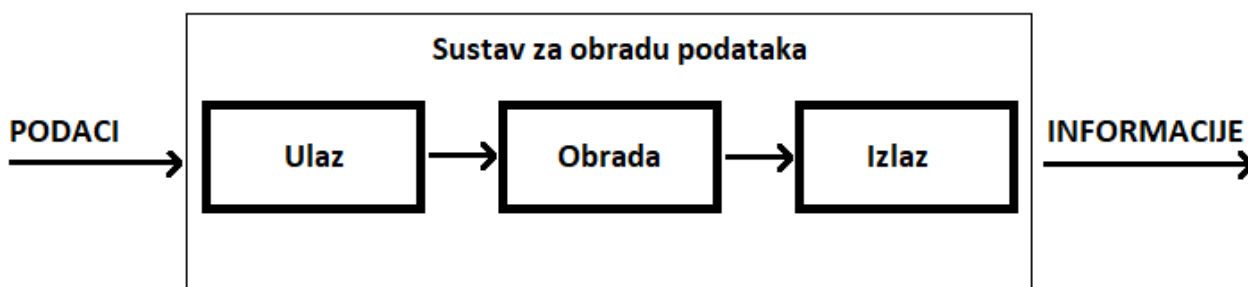 Sustav za obradu podataka
PODACI
Ulaz
Obrada
Izlaz
INFORMACIJE